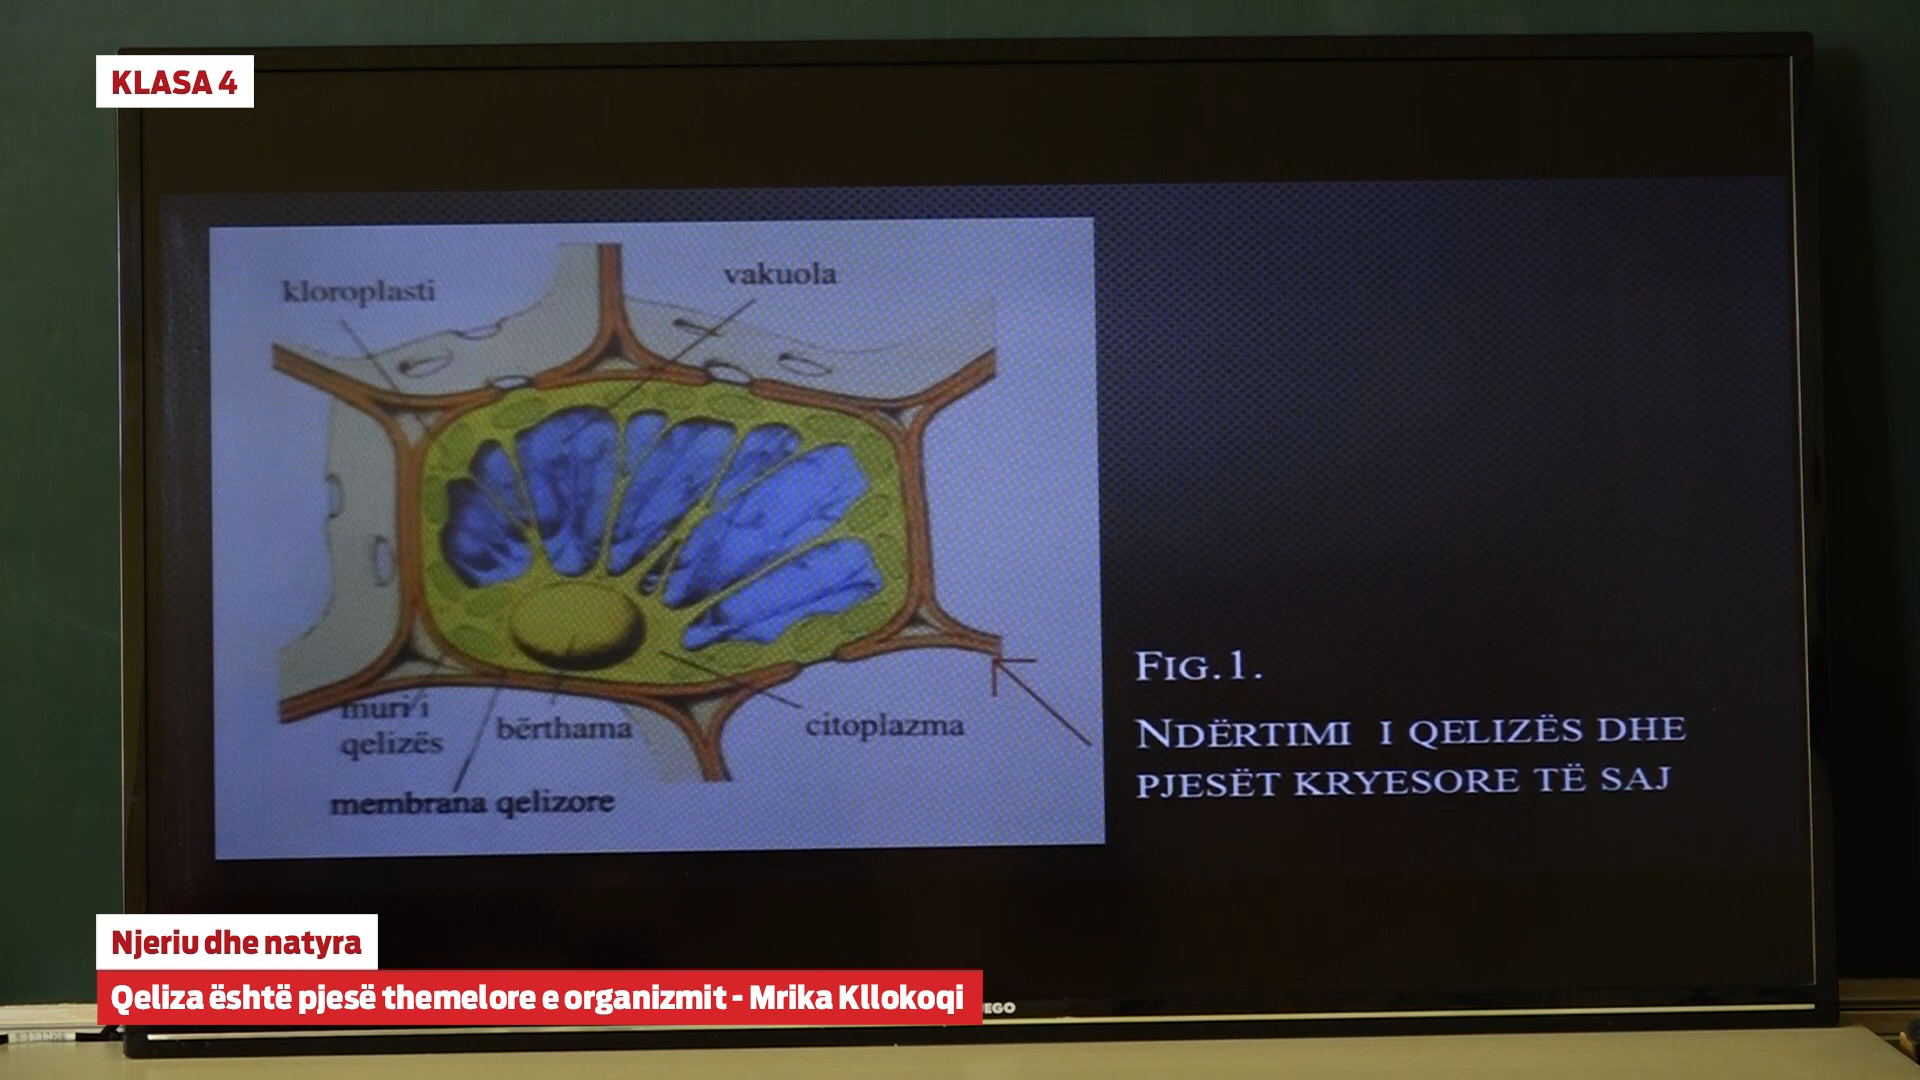 KLASA 4
kloroplasti
vakuola
muri i
qelizës
bërthama
citoplazma
membrana qelizore
FIG.1.
NDËRTIMI I QELIZËS DHE
PJESËT KRYESORE TË SAJ
Njeriu dhe natyra
Qeliza është pjesë themelore e organizmit - Mrika Kllokoqi